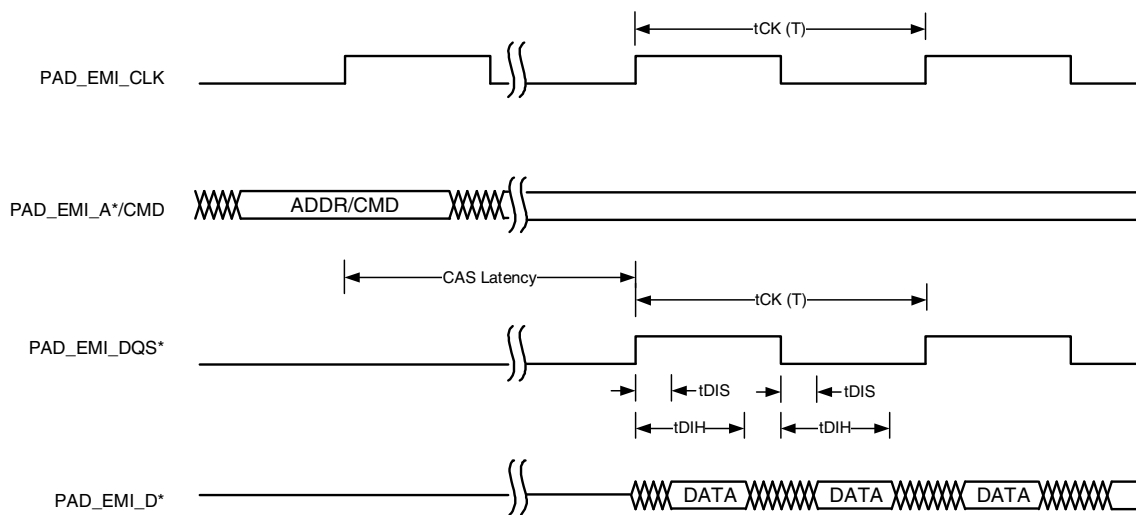 tCK (T)
PAD_EMI_CLK
PAD_EMI_A*/CMD
ADDR/CMD
CAS Latency
tCK (T)
PAD_EMI_DQS*
tDIS
tDIS
tDIH
tDIH
PAD_EMI_D*
DATA
DATA
DATA